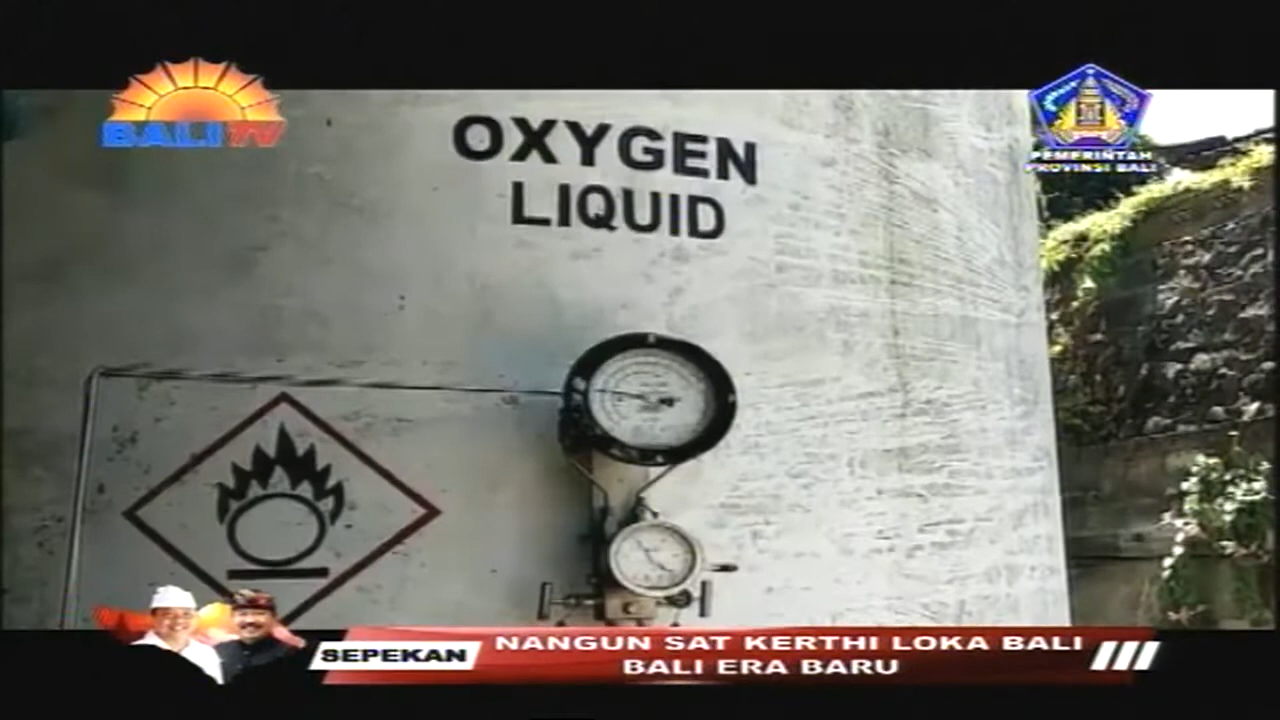 BALI TV
PEMERINTAH
PROVINSI BALI
OXYGEN
LIQUID
SEPEKAN
NANGUN SAT KERTHI LOKA BALI
BALI ERA BARU